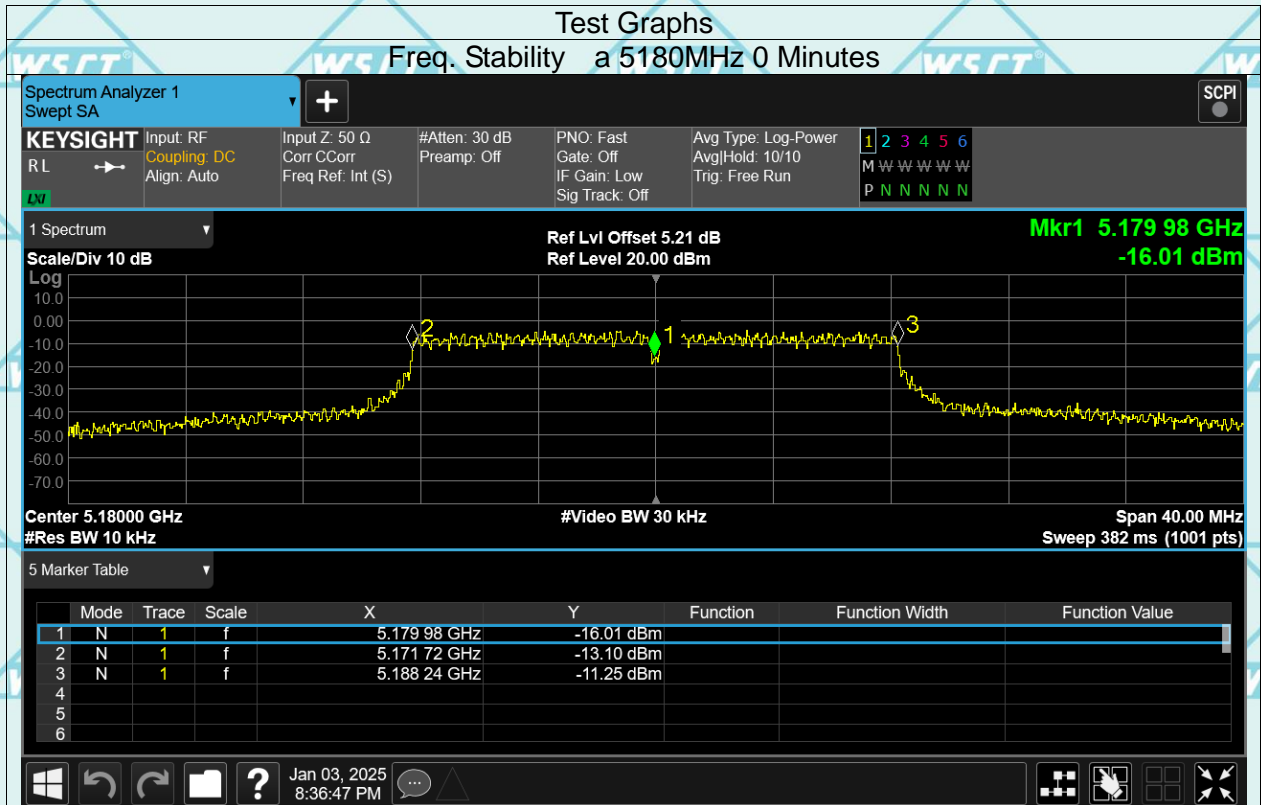 Test Graphs
Freq. Stability a 5180MHz 0 Minutes
WSCT WSCT WSCT W
Spectrum Analyzer 1
Swept SA
+
SCPI
KEYSIGHT
RL
LXI
Input: RF
Coupling: DC
Align: Auto
Input Z: 50 Ω
Corr CCorr
Freq Ref: Int (S)
#Atten: 30 dB
Preamp: Off
PNO: Fast
Gate: Off
IF Gain: Low
Sig Track: Off
Avg Type: Log-Power
Avg|Hold: 10/10
Trig: Free Run
1 2 3 4 5 6
M W W W W W
P N N N N N
1 Spectrum
Scale/Div 10 dB
Ref Lvl Offset 5.21 dB
Ref Level 20.00 dBm
Mkr1 5.179 98 GHz
-16.01 dBm
Log
10.0
0.00
-10.0
-20.0
-30.0
-40.0
-50.0
-60.0
-70.0
2
1
3
Center 5.18000 GHz
#Video BW 30 kHz
Span 40.00 MHz
#Res BW 10 kHz
Sweep 382 ms (1001 pts)
5 Marker Table
Mode Trace Scale X Y Function Function Width Function Value
1 N 1 f 5.179 98 GHz -16.01 dBm
2 N 1 f 5.171 72 GHz -13.10 dBm
3 N 1 f 5.188 24 GHz -11.25 dBm
4
5
6
?
Jan 03, 2025
8:36:47 PM